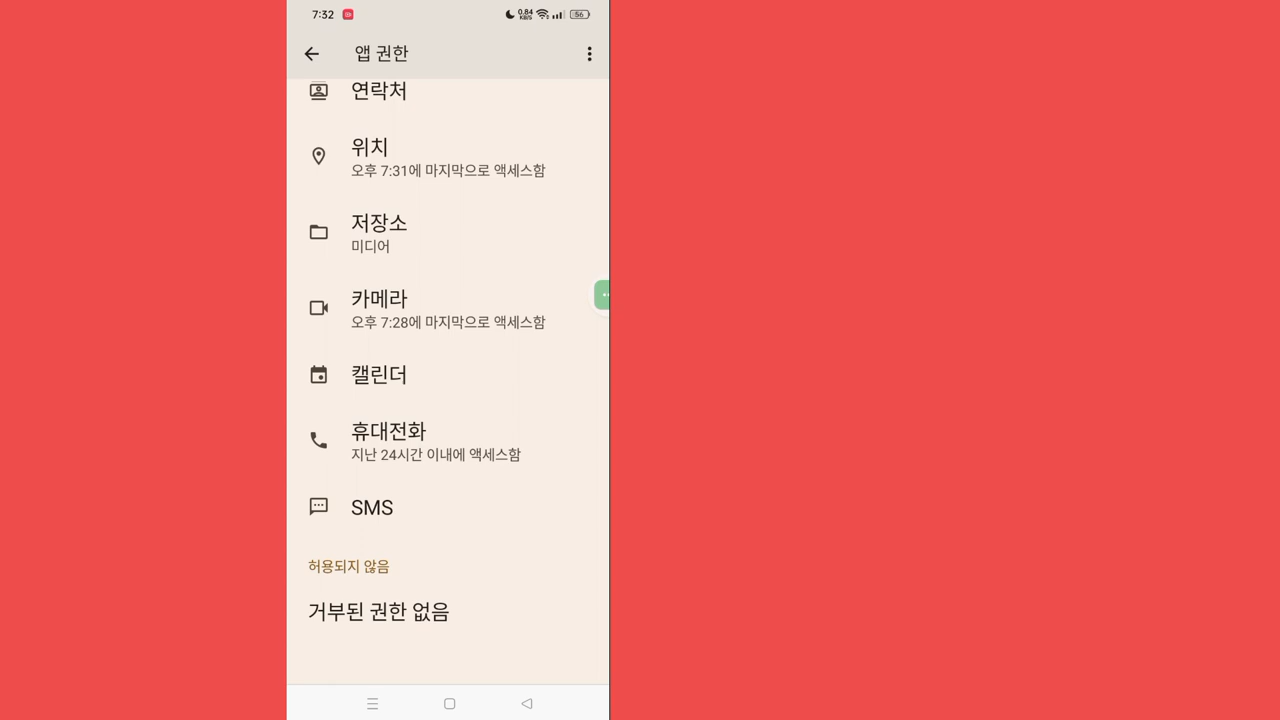 7:32
0.84
KB/S
56
앱 권한
연락처
위치
오후 7:31에 마지막으로 액세스함
저장소
미디어
카메라
오후 7:28에 마지막으로 액세스함
캘린더
휴대전화
지난 24시간 이내에 액세스함
SMS
허용되지 않음
거부된 권한 없음